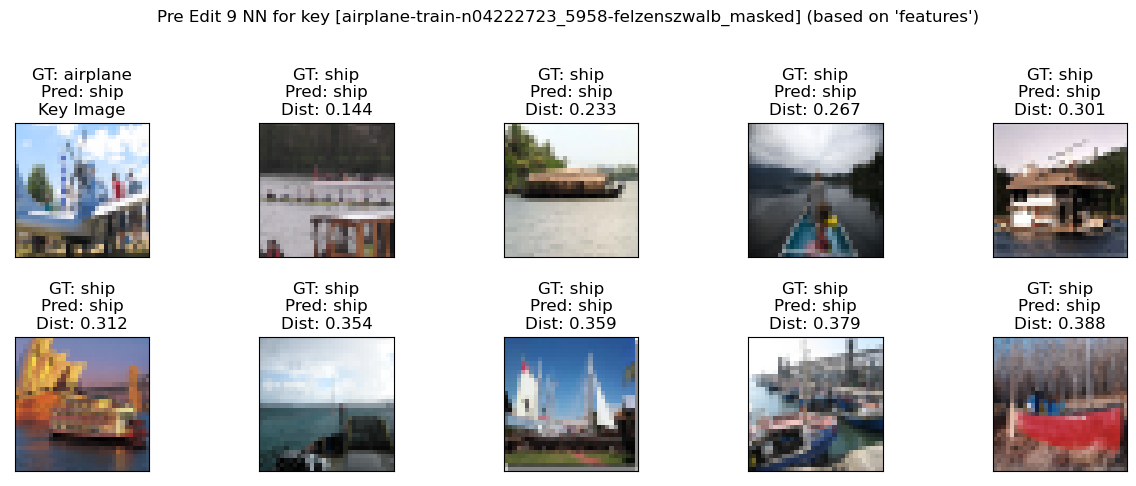 Pre Edit 9 NN for key [airplane-train-n04222723_5958-felzenszwalb_masked] (based on 'features')
GT: airplane
Pred: ship
Key Image
GT: ship
Pred: ship
Dist: 0.144
GT: ship
Pred: ship
Dist: 0.233
GT: ship
Pred: ship
Dist: 0.267
GT: ship
Pred: ship
Dist: 0.301
GT: ship
Pred: ship
Dist: 0.312
GT: ship
Pred: ship
Dist: 0.354
GT: ship
Pred: ship
Dist: 0.359
GT: ship
Pred: ship
Dist: 0.379
GT: ship
Pred: ship
Dist: 0.388